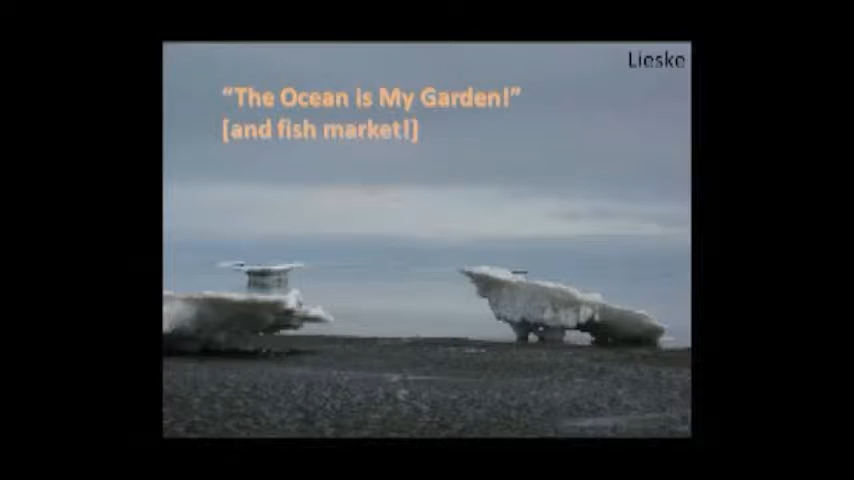 Lieske
“The Ocean is My Garden!”
[and fish market!]